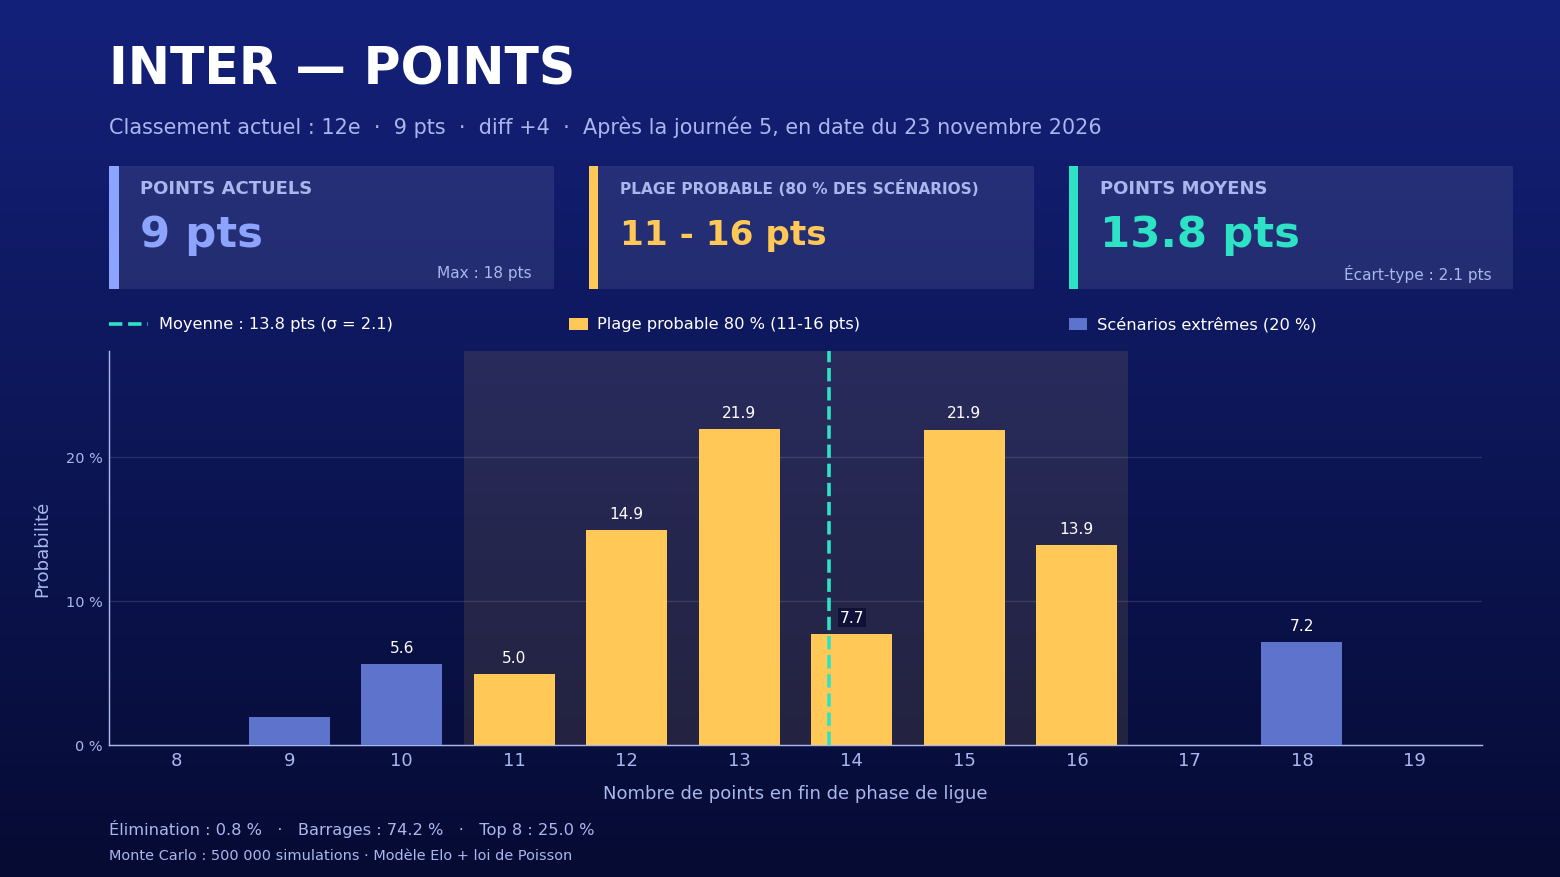 INTER — POINTS
Classement actuel : 12e · 9 pts · diff +4 · Après la journée 5, en date du 23 novembre 2026
POINTS ACTUELS
9 pts
Max : 18 pts
PLAGE PROBABLE (80 % DES SCÉNARIOS)
11 - 16 pts
POINTS MOYENS
13.8 pts
Écart-type : 2.1 pts
Moyenne : 13.8 pts (σ = 2.1)
Plage probable 80 % (11-16 pts)
Scénarios extrêmes (20 %)
Probabilité
20 %
10 %
0 %
5.6
5.0
14.9
21.9
7.7
21.9
13.9
7.2
8 9 10 11 12 13 14 15 16 17 18 19
Nombre de points en fin de phase de ligue
Élimination : 0.8 % · Barrages : 74.2 % · Top 8 : 25.0 %
Monte Carlo : 500 000 simulations · Modèle Elo + loi de Poisson